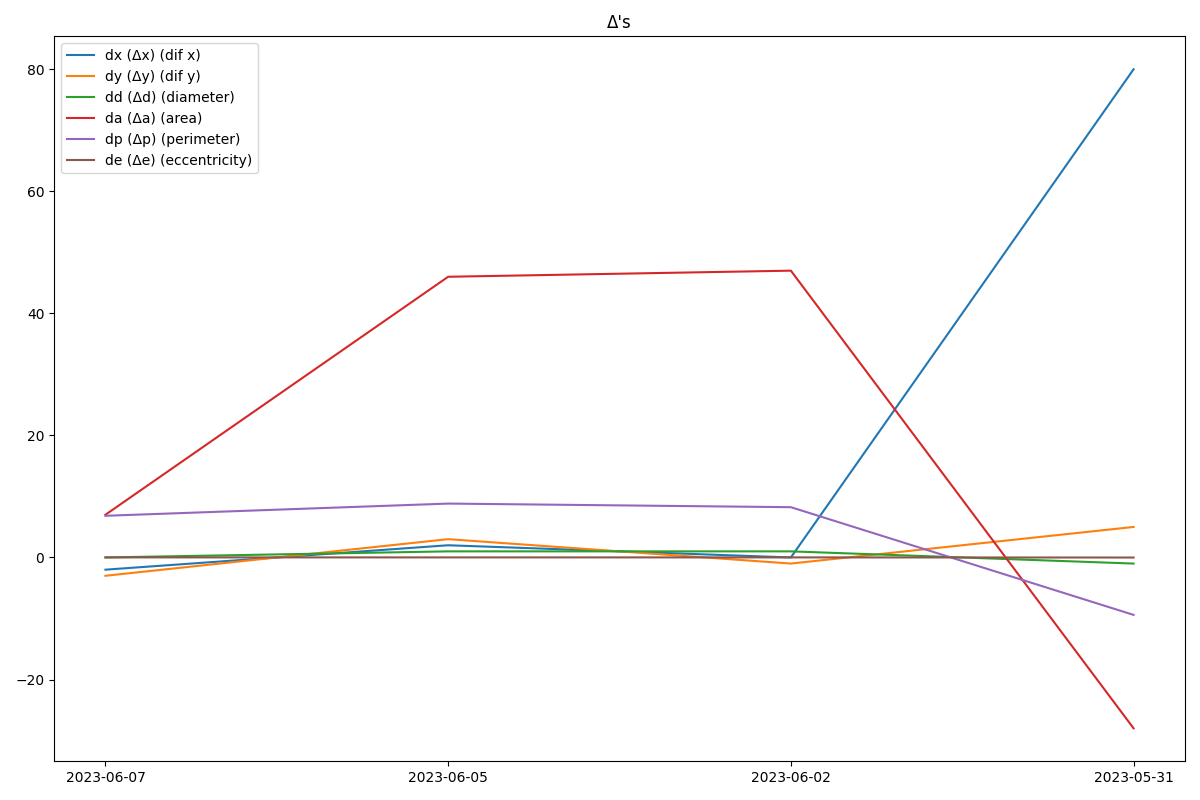 Δ's
dx (Δx) (dif x)
dy (Δy) (dif y)
dd (Δd) (diameter)
da (Δa) (area)
dp (Δp) (perimeter)
de (Δe) (eccentricity)
80
60
40
20
0
−20
2023-06-07 2023-06-05 2023-06-02 2023-05-31